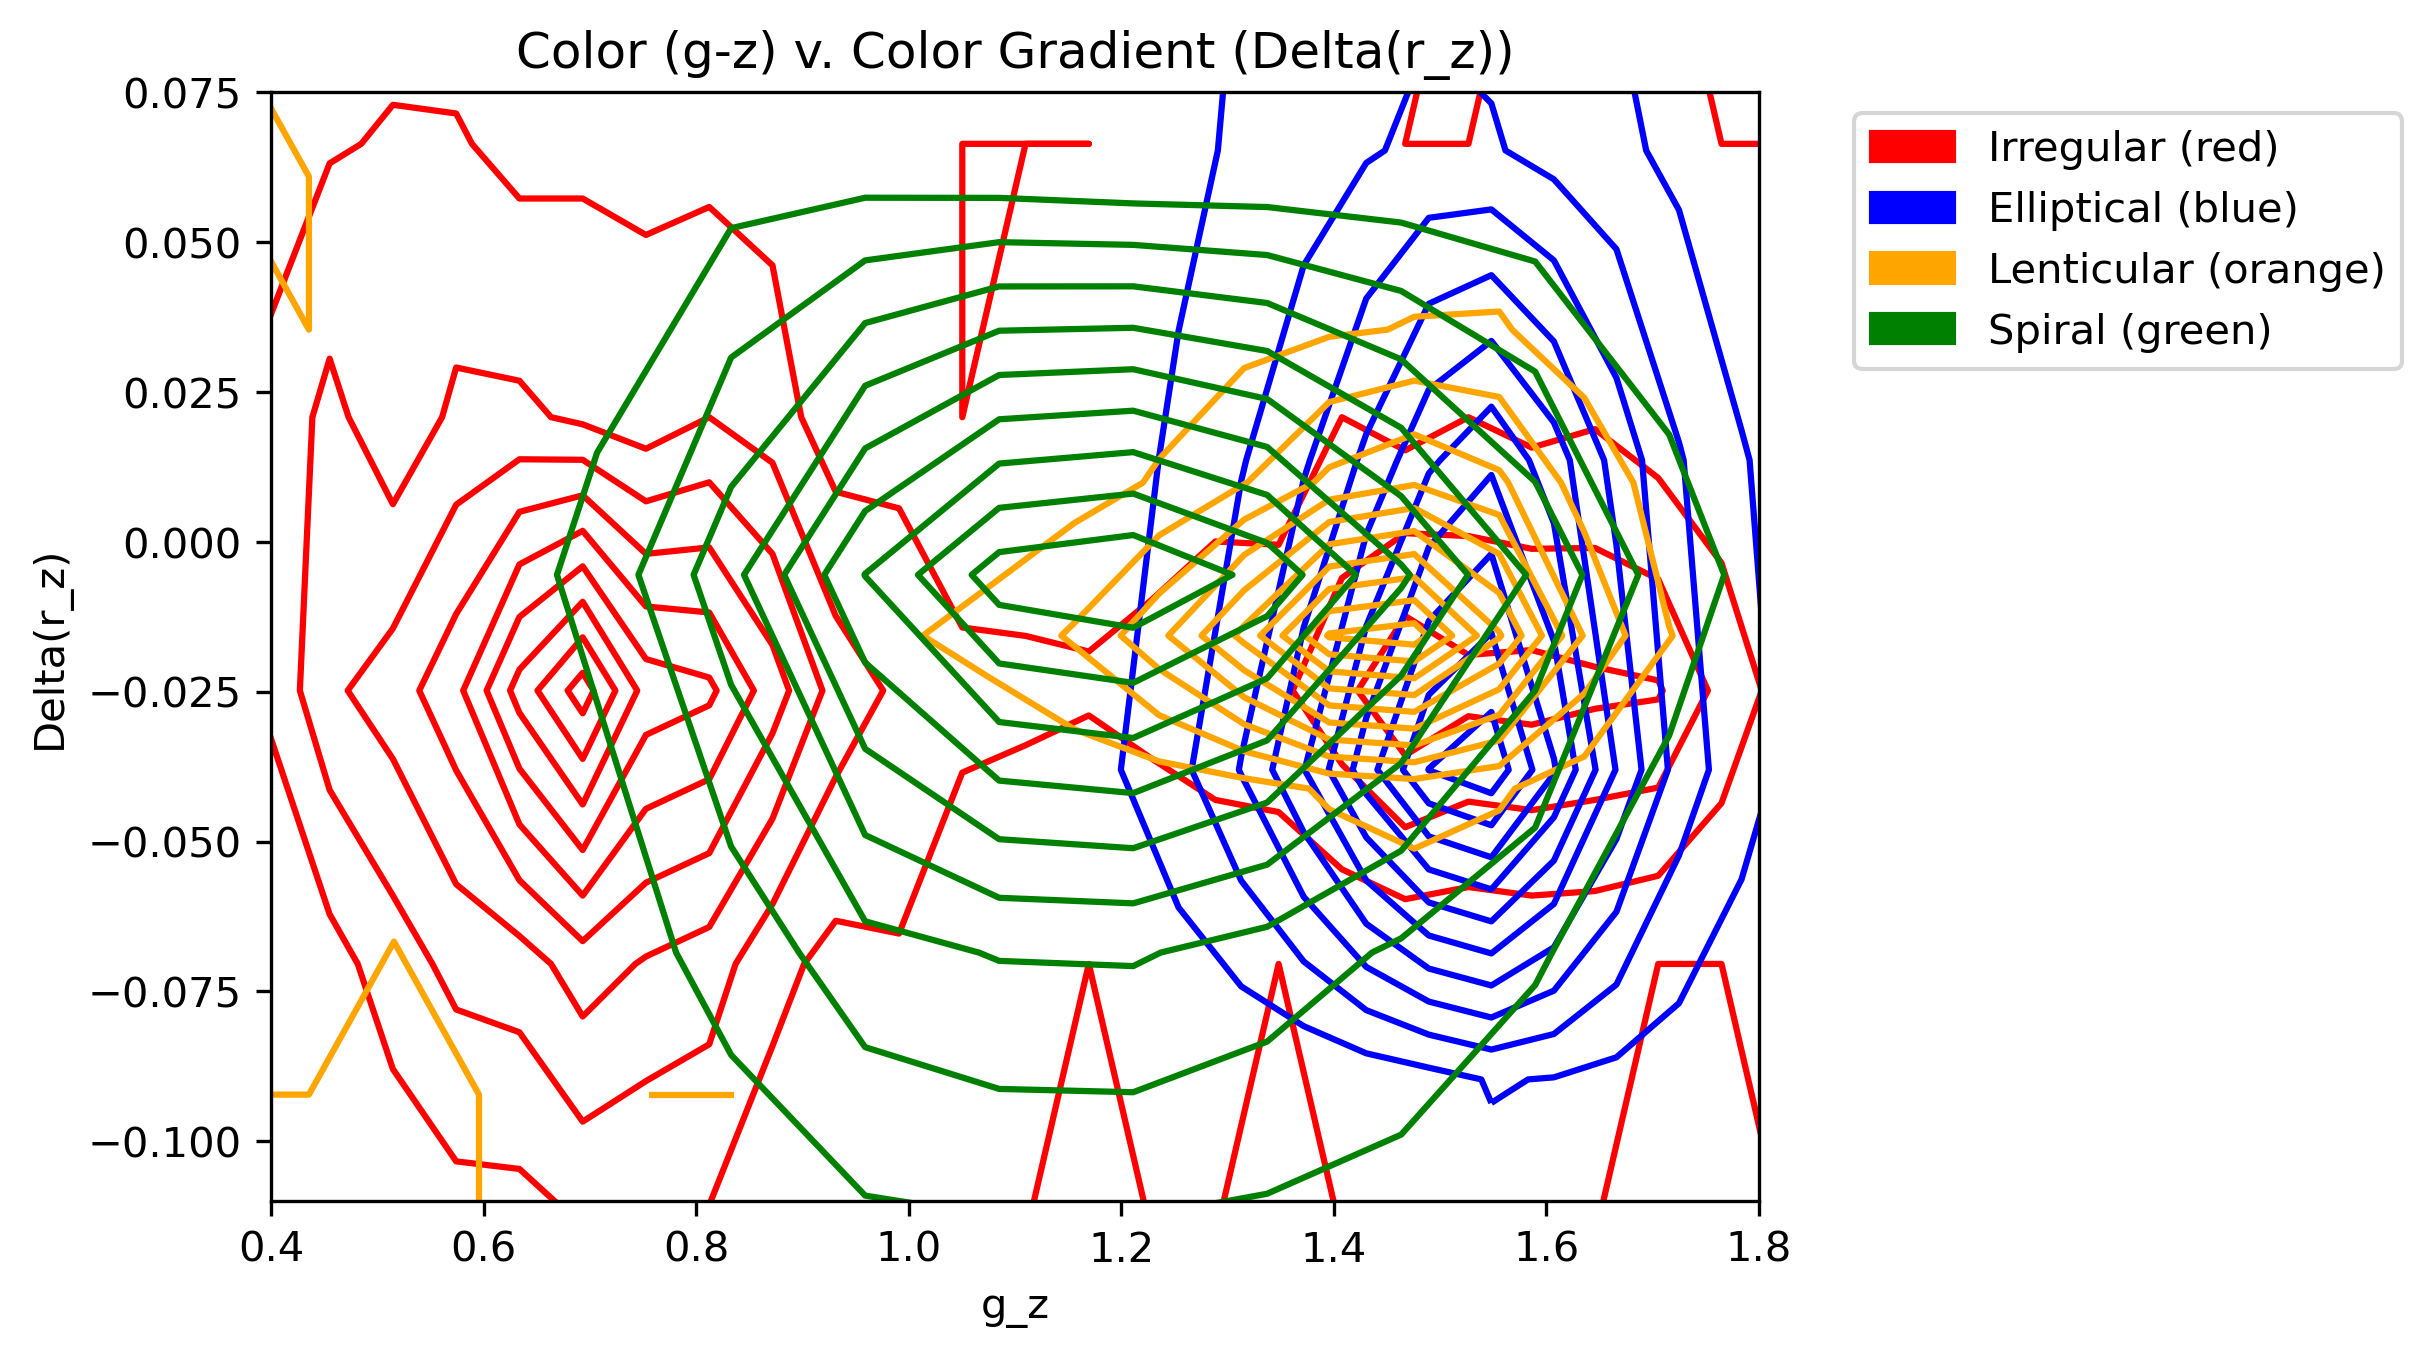 Color (g-z) v. Color Gradient (Delta(r_z))
0.075
0.050
0.025
0.000
−0.025
−0.050
−0.075
−0.100
Delta(r_z)
0.4 0.6 0.8 1.0 1.2 1.4 1.6 1.8
g_z
Irregular (red)
Elliptical (blue)
Lenticular (orange)
Spiral (green)